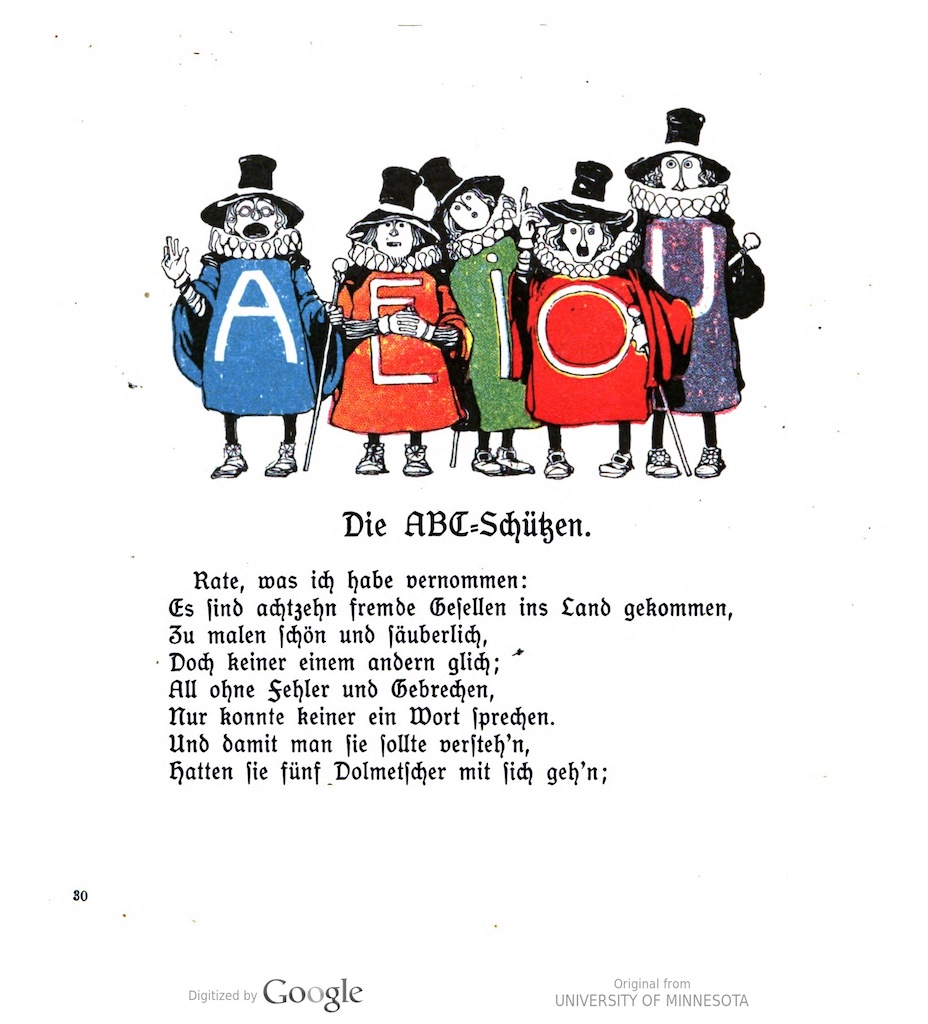 A E i O U
Die ABC-Schützen.
Rate, was ich habe vernommen:
Es sind achtzehn fremde Gesellen ins Land gekommen,
Zu malen schön und säuberlich,
Doch keiner einem andern glich;
All ohne Fehler und Gebrechen,
Nur konnte keiner ein Wort sprechen.
Und damit man sie sollte versteh'n,
Hatten sie fünf Dolmetscher mit sich geh'n;
30
Digitized by Google
Original from
UNIVERSITY OF MINNESOTA